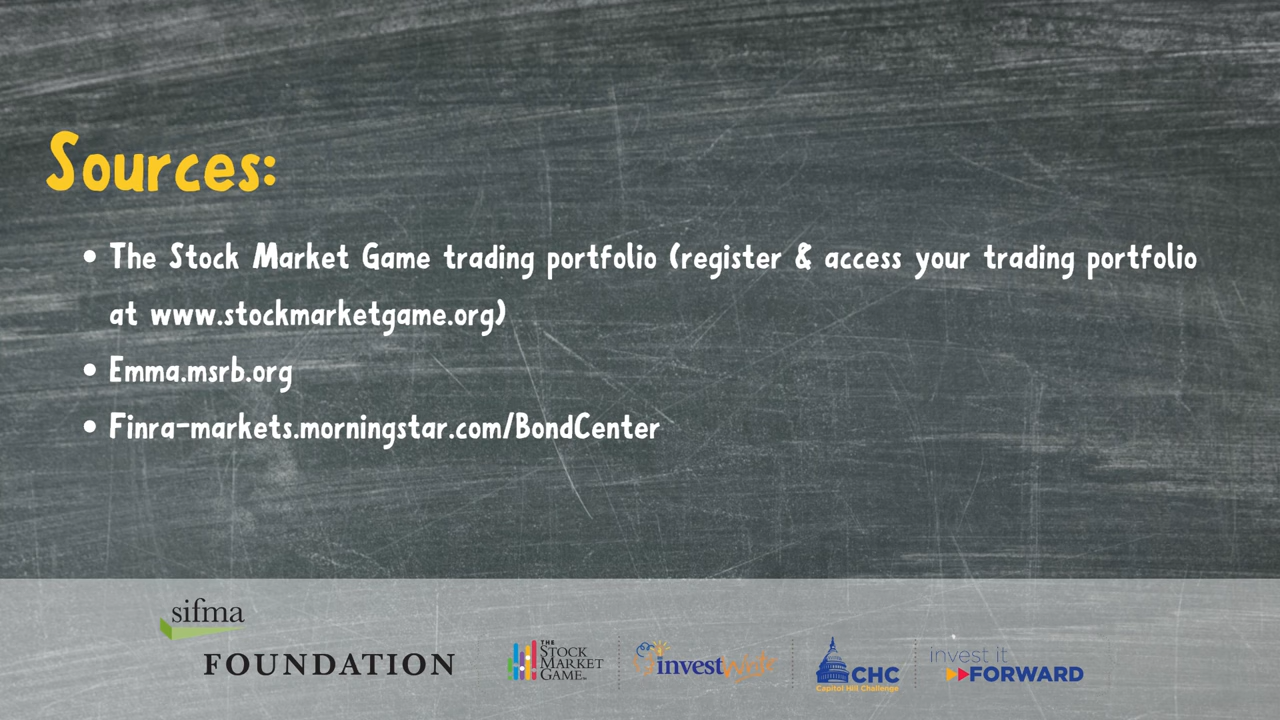 Sources:
• The Stock Market Game trading portfolio (register & access your trading portfolio
at www.stockmarketgame.org)
• Emma.msrb.org
• Finra-markets.morningstar.com/BondCenter
sifma
FOUNDATION
THE
STOCK
MARKET
GAME™
investWrite
CHC
Capitol Hill Challenge
invest it
FORWARD